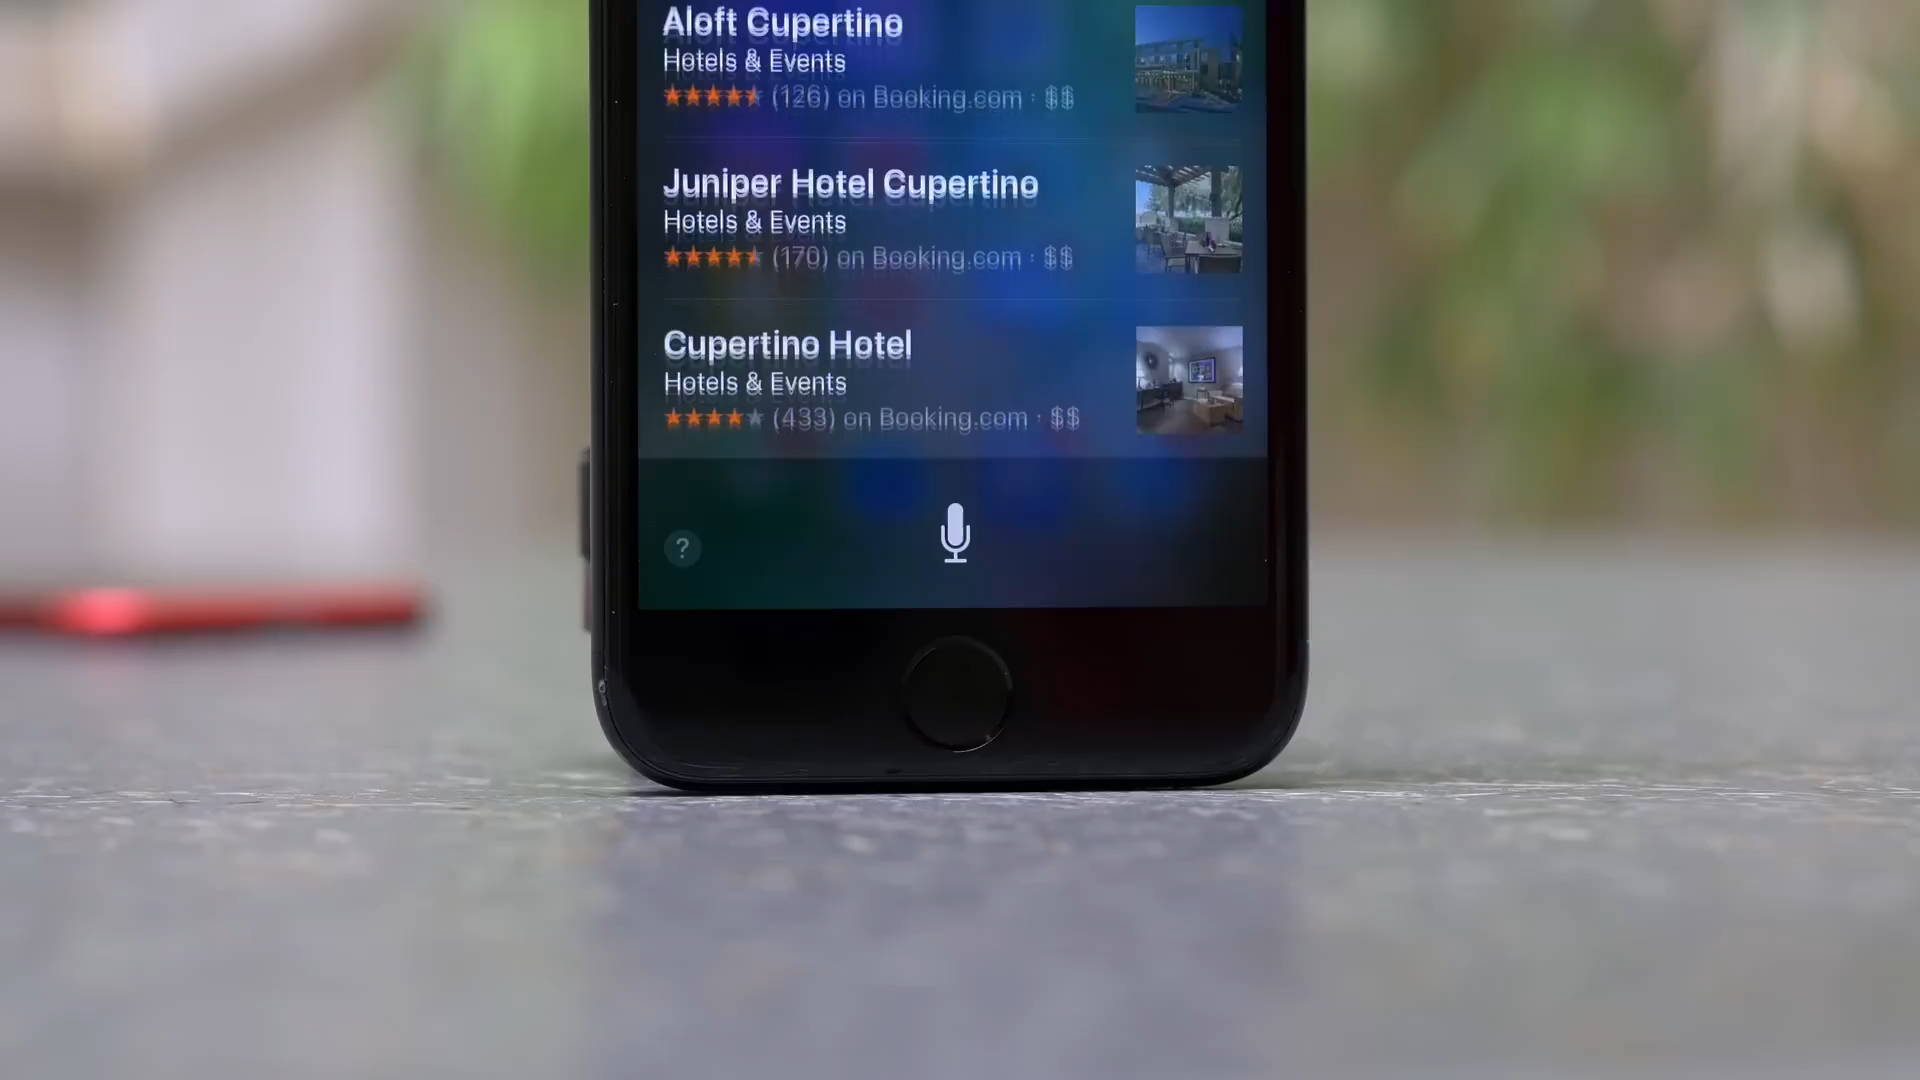 Aloft Cupertino
Hotels & Events
(126) on Booking.com · $$
Juniper Hotel Cupertino
Hotels & Events
(170) on Booking.com · $$
Cupertino Hotel
Hotels & Events
(433) on Booking.com · $$
?